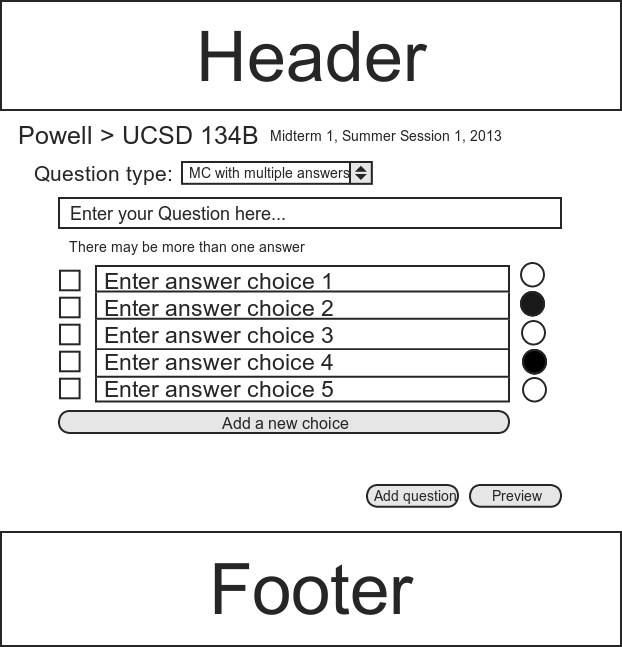 Header
Powell > UCSD 134B Midterm 1, Summer Session 1, 2013
Question type: MC with multiple answers
Enter your Question here...
There may be more than one answer
Enter answer choice 1
Enter answer choice 2
Enter answer choice 3
Enter answer choice 4
Enter answer choice 5
Add a new choice
Add question Preview
Footer